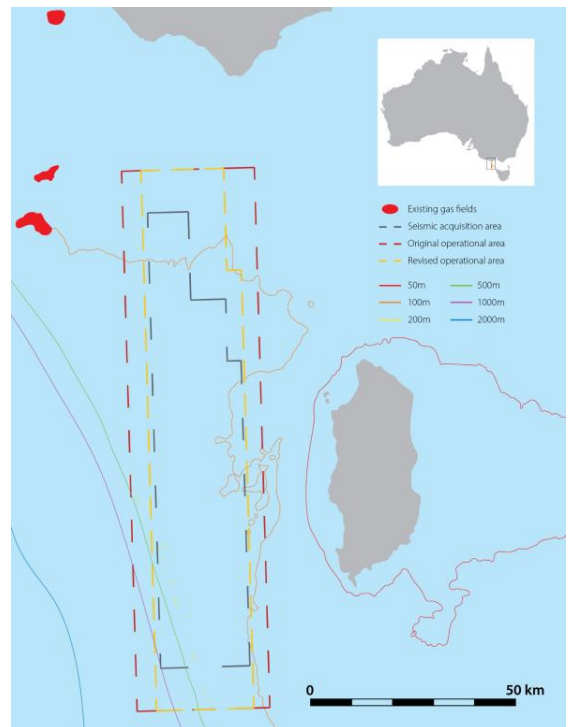 Existing gas fields
Seismic acquisition area
Original operational area
Revised operational area
50m 500m
100m 1000m
200m 2000m
0 50 km